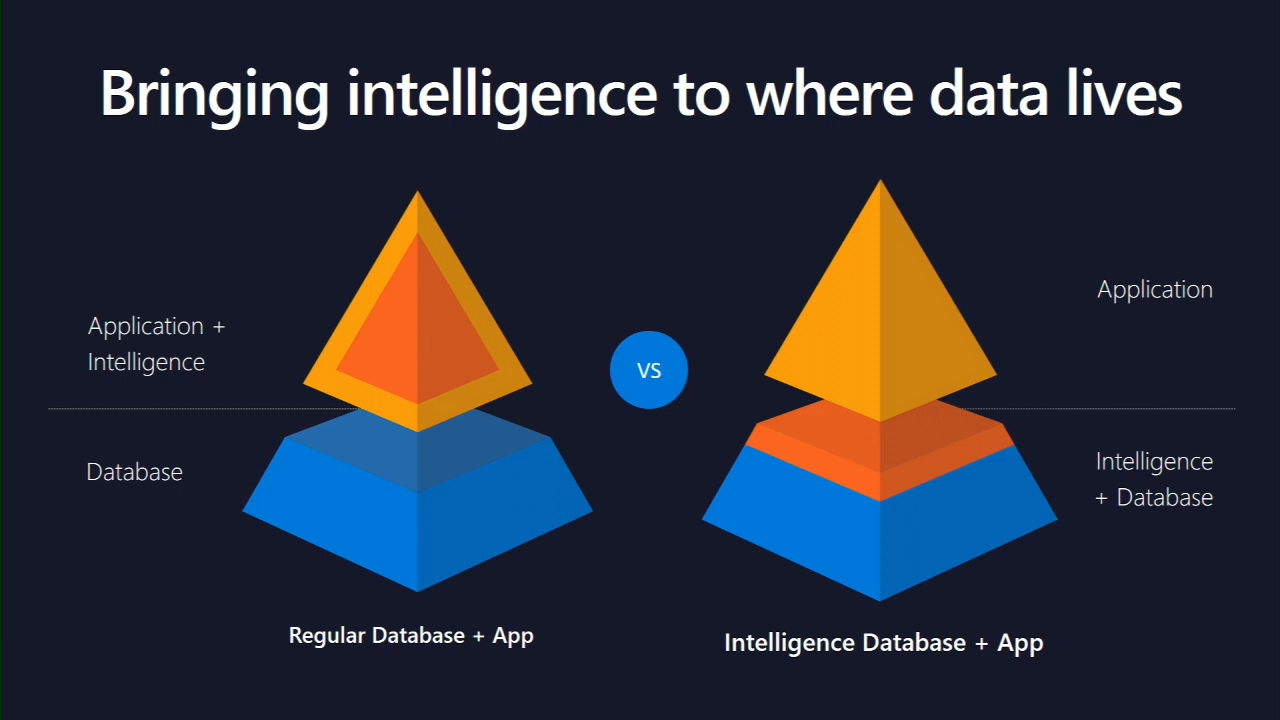 Bringing intelligence to where data lives
Application +
Intelligence
Database
Regular Database + App
VS
Application
Intelligence
+ Database
Intelligence Database + App